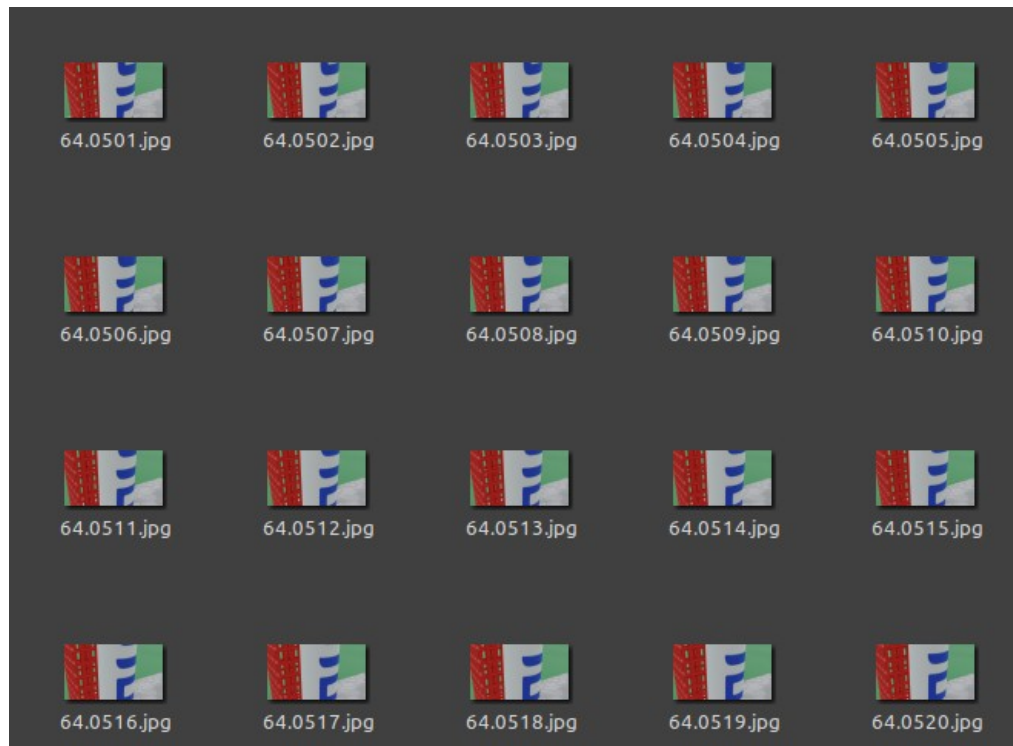 64.0501.jpg 64.0502.jpg 64.0503.jpg 64.0504.jpg 64.0505.jpg
64.0506.jpg 64.0507.jpg 64.0508.jpg 64.0509.jpg 64.0510.jpg
64.0511.jpg 64.0512.jpg 64.0513.jpg 64.0514.jpg 64.0515.jpg
64.0516.jpg 64.0517.jpg 64.0518.jpg 64.0519.jpg 64.0520.jpg